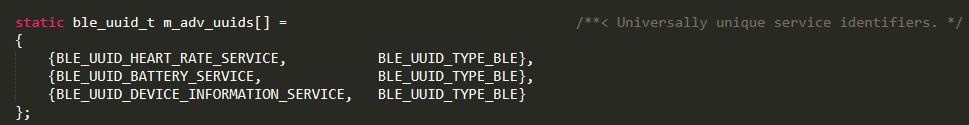 static ble_uuid_t m_adv_uuids[] =                                   /**< Universally unique service identifiers. */
{
    {BLE_UUID_HEART_RATE_SERVICE,           BLE_UUID_TYPE_BLE},
    {BLE_UUID_BATTERY_SERVICE,              BLE_UUID_TYPE_BLE},
    {BLE_UUID_DEVICE_INFORMATION_SERVICE,   BLE_UUID_TYPE_BLE}
};